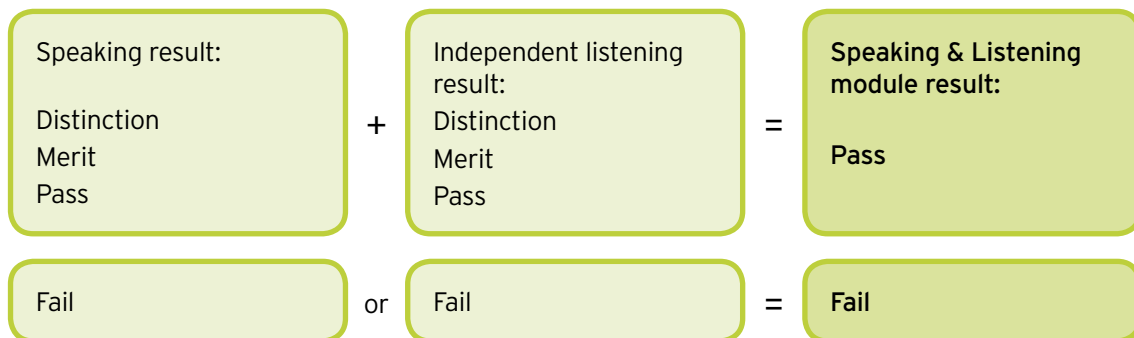 Speaking result:
Distinction
Merit
Pass
+
Independent listening
result:
Distinction
Merit
Pass
=
Speaking & Listening
module result:
Pass
Fail
or
Fail
=
Fail